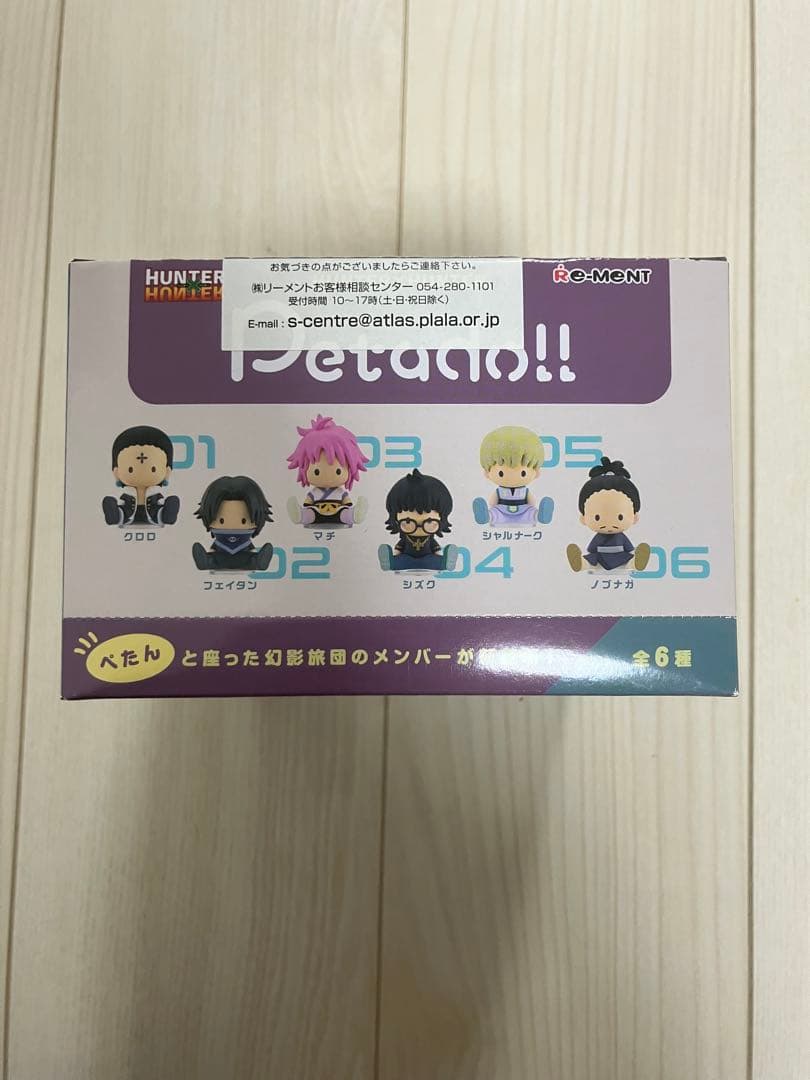 HUNTER
HUNTER
お気づきの点がございましたらご連絡下さい。
㈱リーメントお客様相談センター 054-280-1101
受付時間 10〜17時(土・日・祝日除く)
E-mail : s-centre@atlas.plala.or.jp
Re-MeNT
Petadoll
01
クロロ
02
フェイタン
03
マチ
04
シズク
05
シャルナーク
06
ノブナガ
ぺたん と座った幻影旅団のメンバーが
全6種